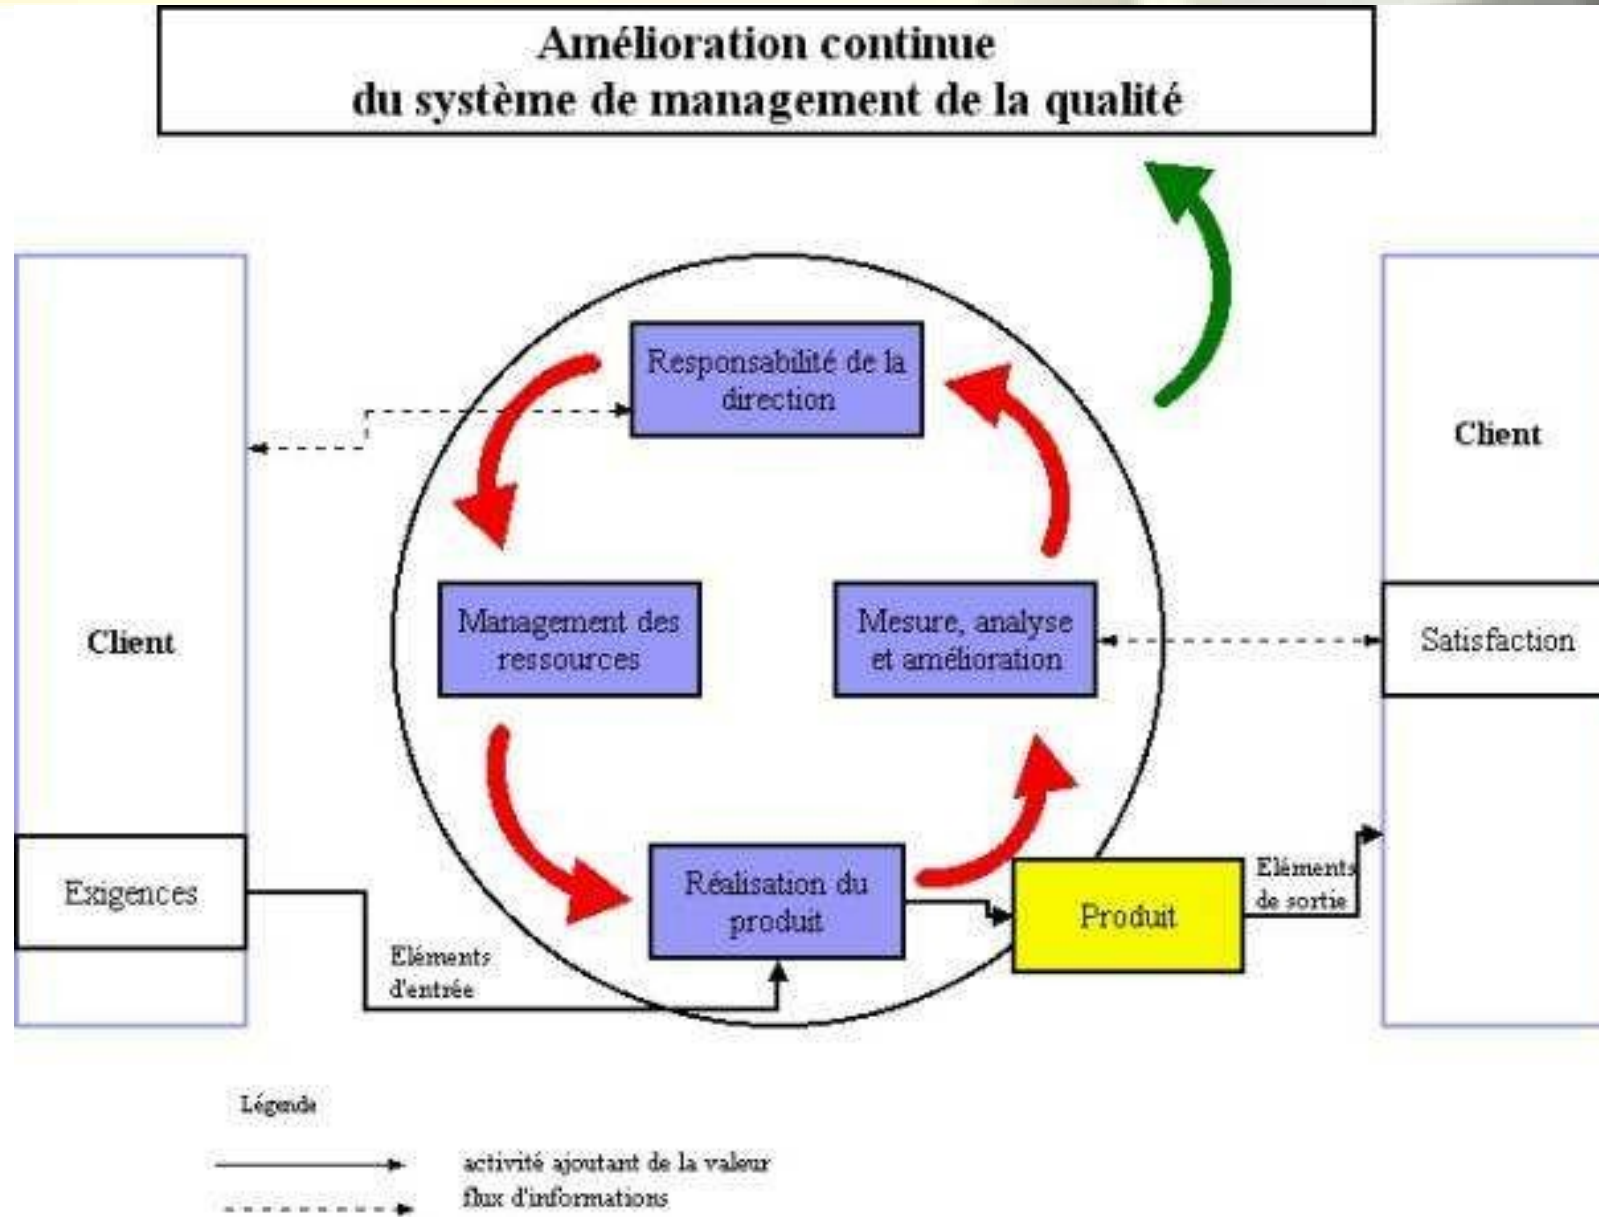 Amélioration continue
du système de management de la qualité
Responsabilité de la
direction
Client
Client
Management des
ressources
Mesure, analyse
et amélioration
Satisfaction
Exigences
Réalisation du
produit
Produit
Eléments
de sortie
Eléments
d'entrée
Légende
activité ajoutant de la valeur
flux d'informations